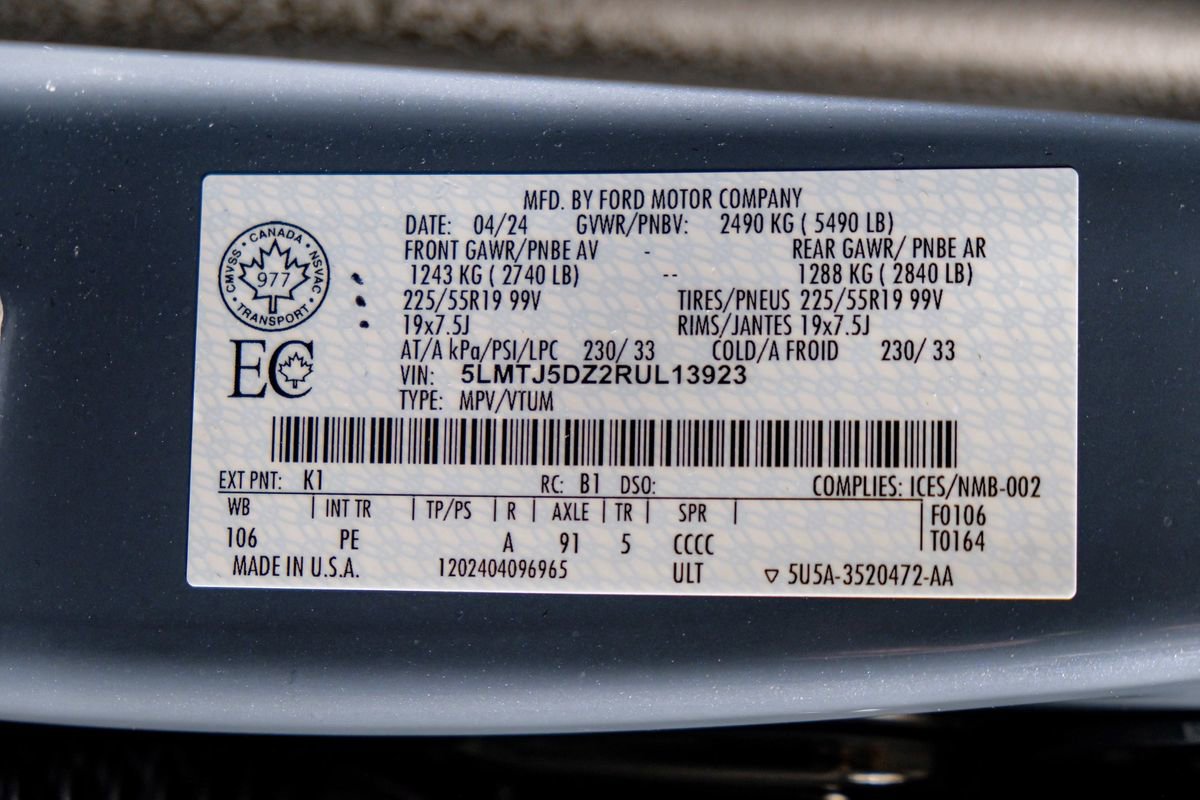 MFD. BY FORD MOTOR COMPANY
DATE: 04/24 GVWR/PNBV: 2490 KG ( 5490 LB)
FRONT GAWR/PNBE AV - REAR GAWR/ PNBE AR
1243 KG ( 2740 LB) -- 1288 KG ( 2840 LB)
225/55R19 99V TIRES/PNEUS 225/55R19 99V
19x7.5J RIMS/JANTES 19x7.5J
AT/A kPa/PSI/LPC 230/ 33 COLD/A FROID 230/ 33
VIN: 5LMTJ5DZ2RUL13923
TYPE: MPV/VTUM
CMVSS • CANADA • NSVAC • TRANSPORT •
977
EC
EXT PNT: K1 RC: B1 DSO: COMPLIES: ICES/NMB-002
WB | INT TR | TP/PS | R | AXLE | TR | SPR | F0106
106 PE A 91 5 CCCC T0164
MADE IN U.S.A. 1202404096965 ULT ▽ 5U5A-3520472-AA